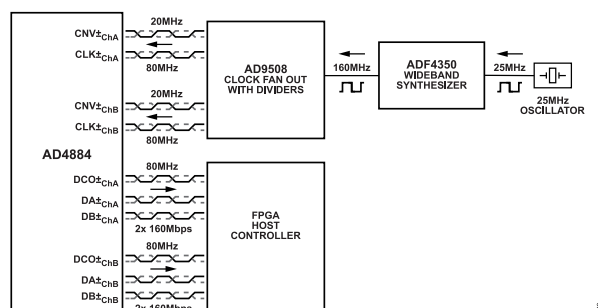 20MHz
CNV±ChA
CLK±ChA
80MHz
20MHz
CNV±ChB
CLK±ChB
80MHz
AD4884
AD9508
CLOCK FAN OUT
WITH DIVIDERS
160MHz
ADF4350
WIDEBAND
SYNTHESIZER
25MHz
25MHz
OSCILLATOR
80MHz
DCO±ChA
DA±ChA
DB±ChA
2x 160Mbps
80MHz
DCO±ChB
DA±ChB
DB±ChB
2x 160Mbps
FPGA
HOST
CONTROLLER